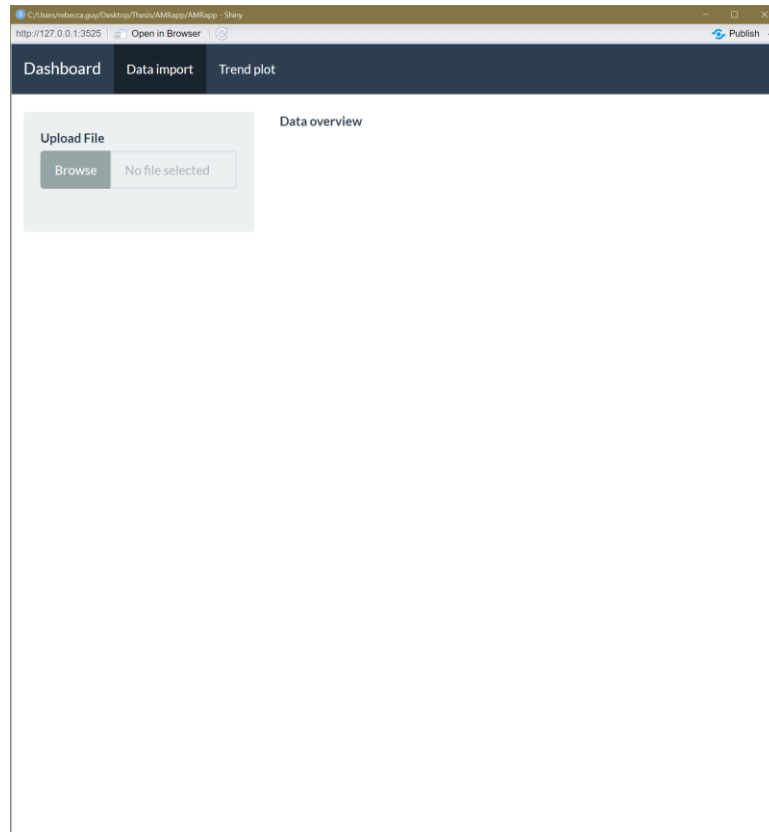 C:/Users/rebecca.guy/Desktop/Thesis/AMRapp/AMRapp - Shiny
http://127.0.0.1:3525 Open in Browser Publish
Dashboard Data import Trend plot
Data overview
Upload File
Browse No file selected